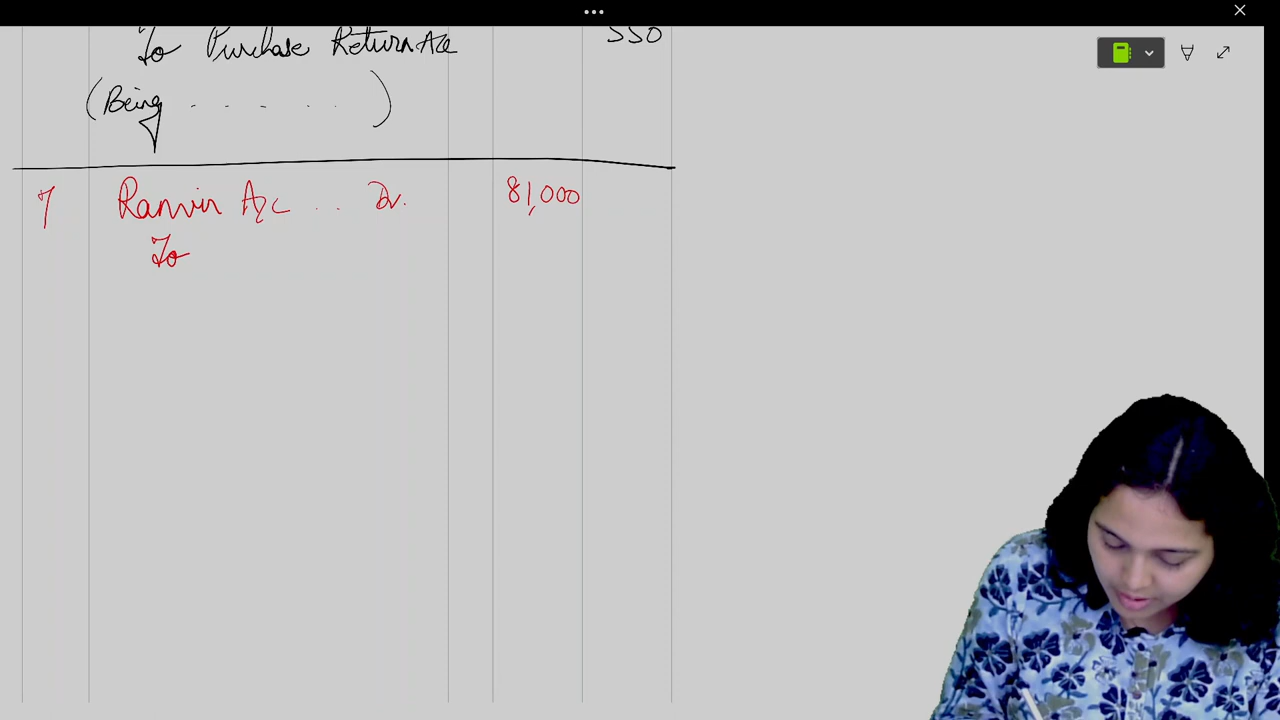 To Purchase Return A/c 550
(Being . . . . . . )
7 Ranvir A/c . . . Dr. 81,000
To